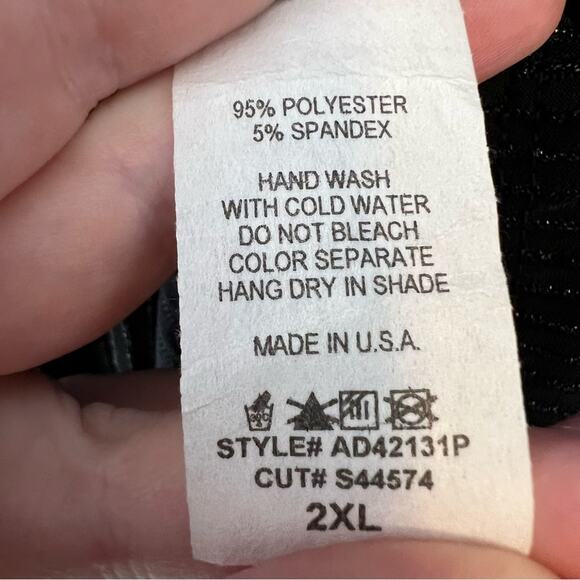 95% POLYESTER
5% SPANDEX
HAND WASH
WITH COLD WATER
DO NOT BLEACH
COLOR SEPARATE
HANG DRY IN SHADE
MADE IN U.S.A.
STYLE# AD42131P
CUT# S44574
2XL